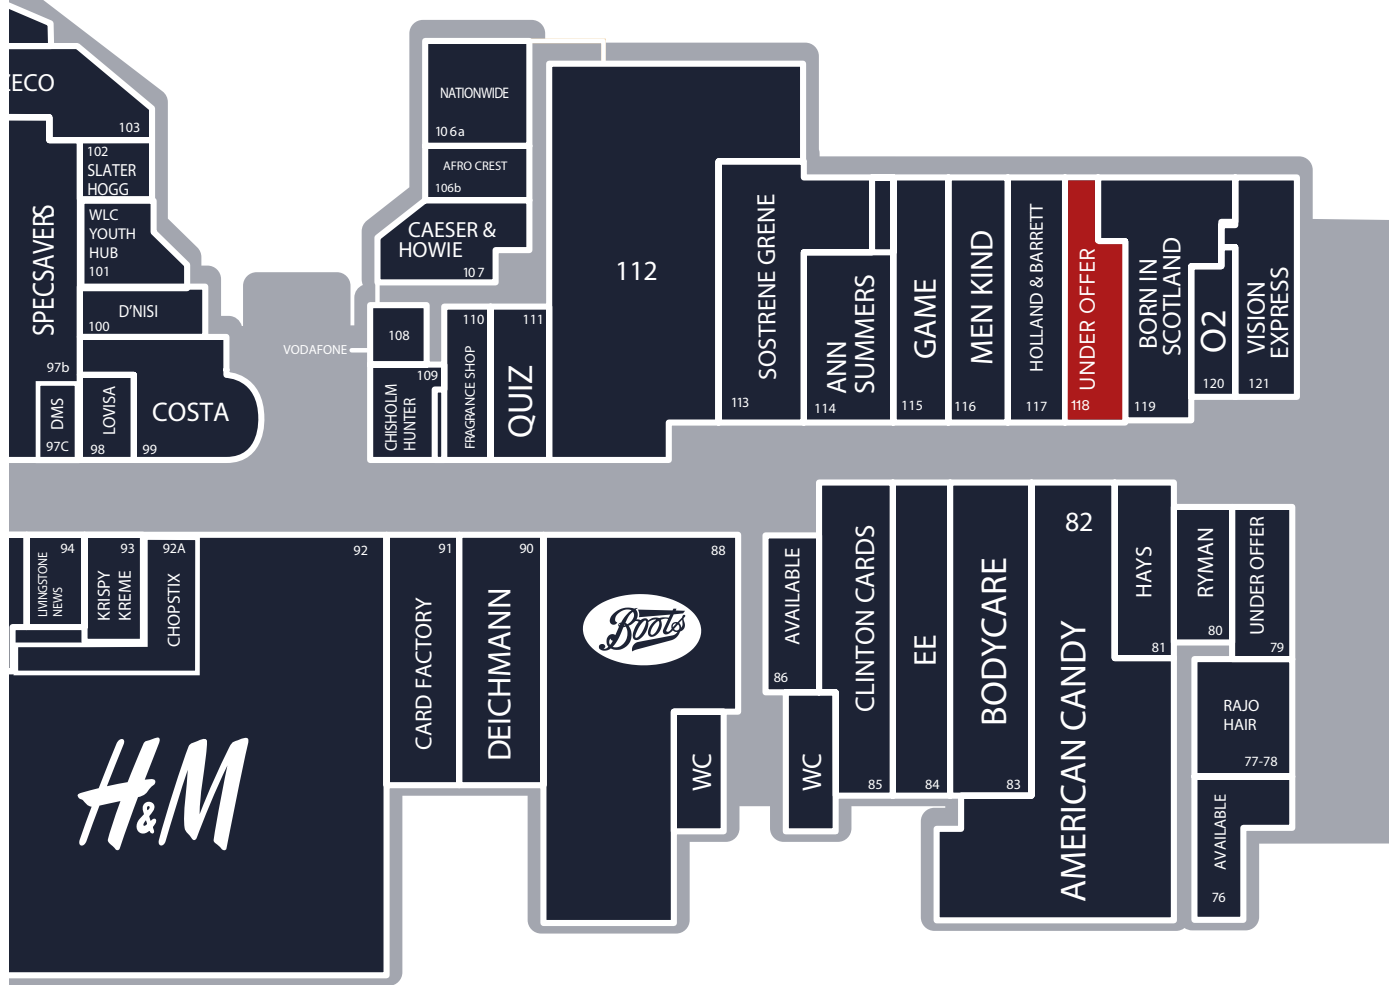 ECO
103
102
SLATER
HOGG
WLC
YOUTH
HUB
101
D'NISI
100
SPECSAVERS
97b
DMS
97C
LOVISA
98
COSTA
99
NATIONWIDE
106a
AFRO CREST
106b
CAESER &
HOWIE
107
108
VODAFONE
109
CHISHOLM
HUNTER
110
FRAGRANCE SHOP
111
QUIZ
112
SOSTRENE GRENE
113
ANN
SUMMERS
114
GAME
115
MEN KIND
116
HOLLAND & BARRETT
117
UNDER OFFER
118
BORN IN
SCOTLAND
119
O2
120
VISION
EXPRESS
121
94
LIVINGSTONE
NEWS
93
KRISPY
KREME
92A
CHOPSTIX
92
H&M
91
CARD FACTORY
90
DEICHMANN
88
Boots
WC
AVAILABLE
86
WC
CLINTON CARDS
85
EE
84
BODYCARE
83
82
AMERICAN CANDY
HAYS
81
RYMAN
80
UNDER OFFER
79
RAJO
HAIR
77-78
AVAILABLE
76